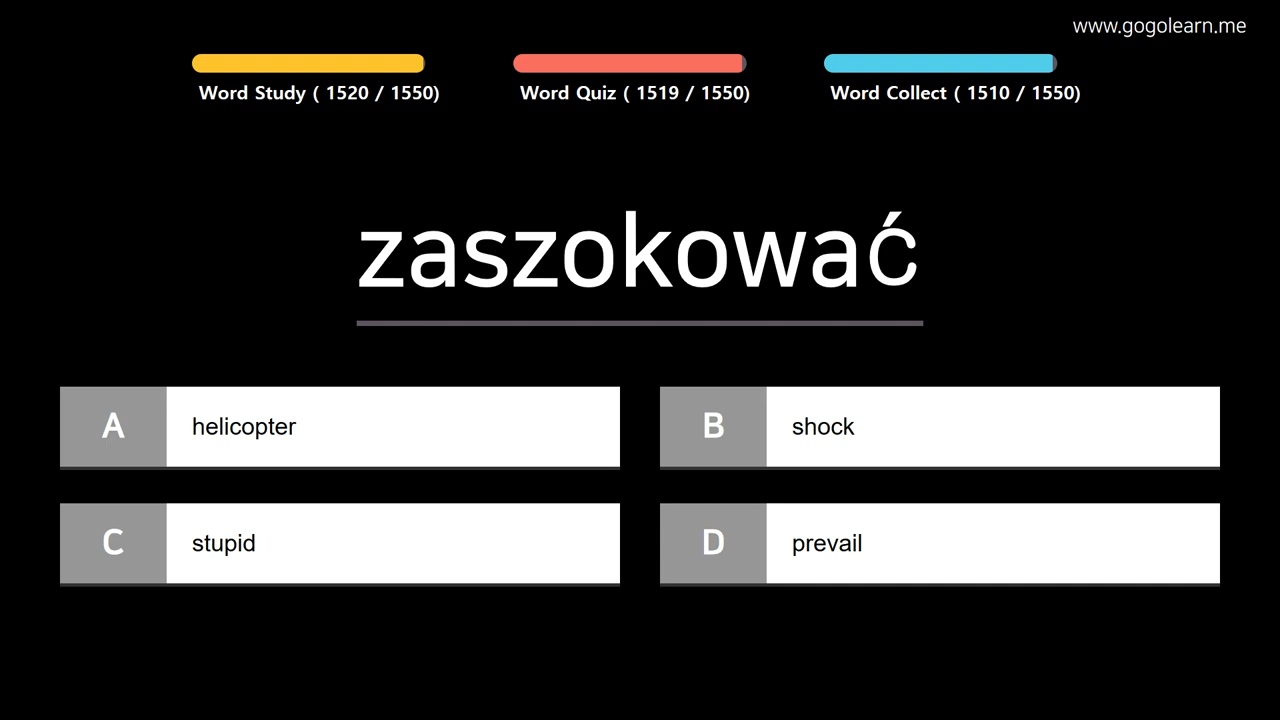 www.gogolearn.me
Word Study ( 1520 / 1550)
Word Quiz ( 1519 / 1550)
Word Collect ( 1510 / 1550)
zaszokować
A helicopter
B shock
C stupid
D prevail